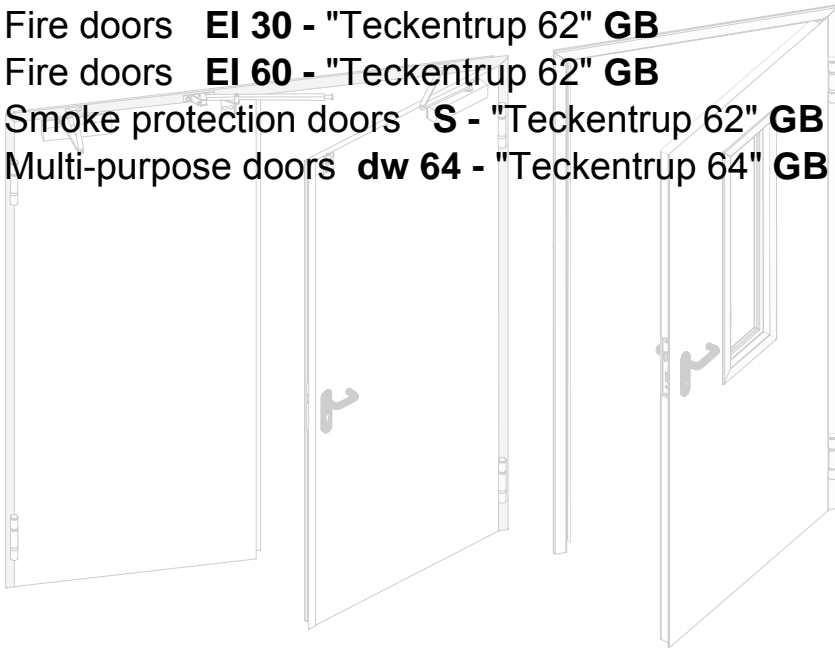 Fire doors EI 30 - "Teckentrup 62" GB
Fire doors EI 60 - "Teckentrup 62" GB
Smoke protection doors S - "Teckentrup 62" GB
Multi-purpose doors dw 64 - "Teckentrup 64" GB